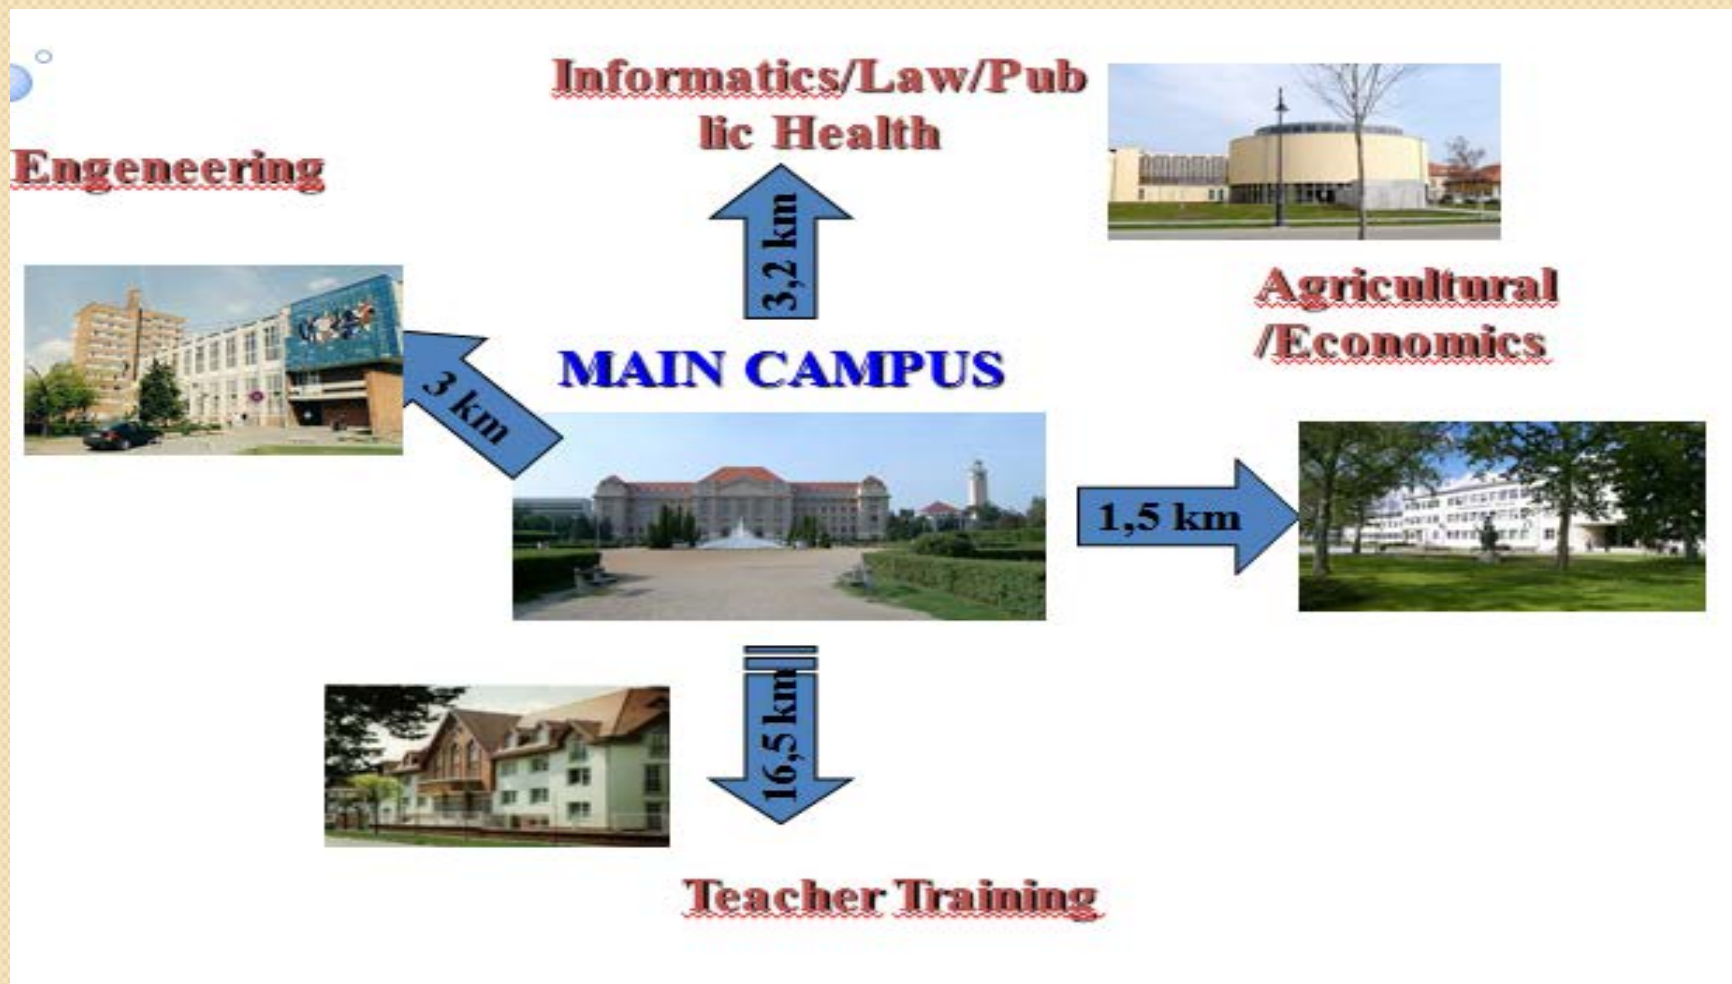 Informatics/Law/Pub
lic Health
Engeneering
3,2 km
Agricultural
/Economics
MAIN CAMPUS
3 km
1,5 km
16,5 km
Teacher Training